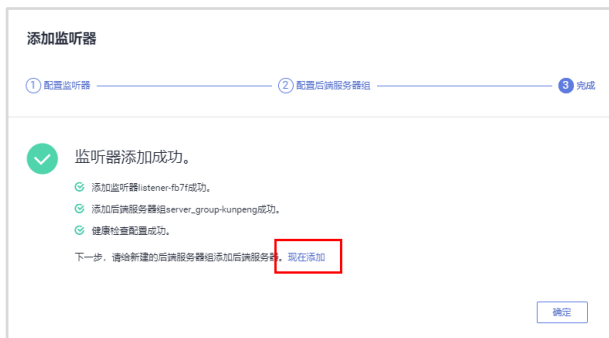 添加监听器
1 配置监听器
2 配置后端服务器组
3 完成
监听器添加成功。
添加监听器listener-fb7f成功。
添加后端服务器组server_group-kunpeng成功。
健康检查配置成功。
下一步，请给新建的后端服务器组添加后端服务器。现在添加
确定